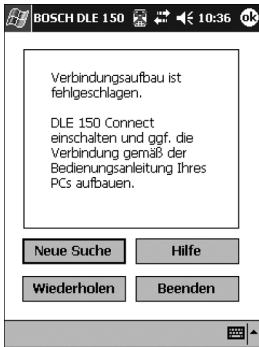 BOSCH DLE 150 10:36 ok
Verbindungsaufbau ist
fehlgeschlagen.
DLE 150 Connect
einschalten und ggf. die
Verbindung gemäß der
Bedienungsanleitung Ihres
PCs aufbauen.
Neue Suche Hilfe
Wiederholen Beenden